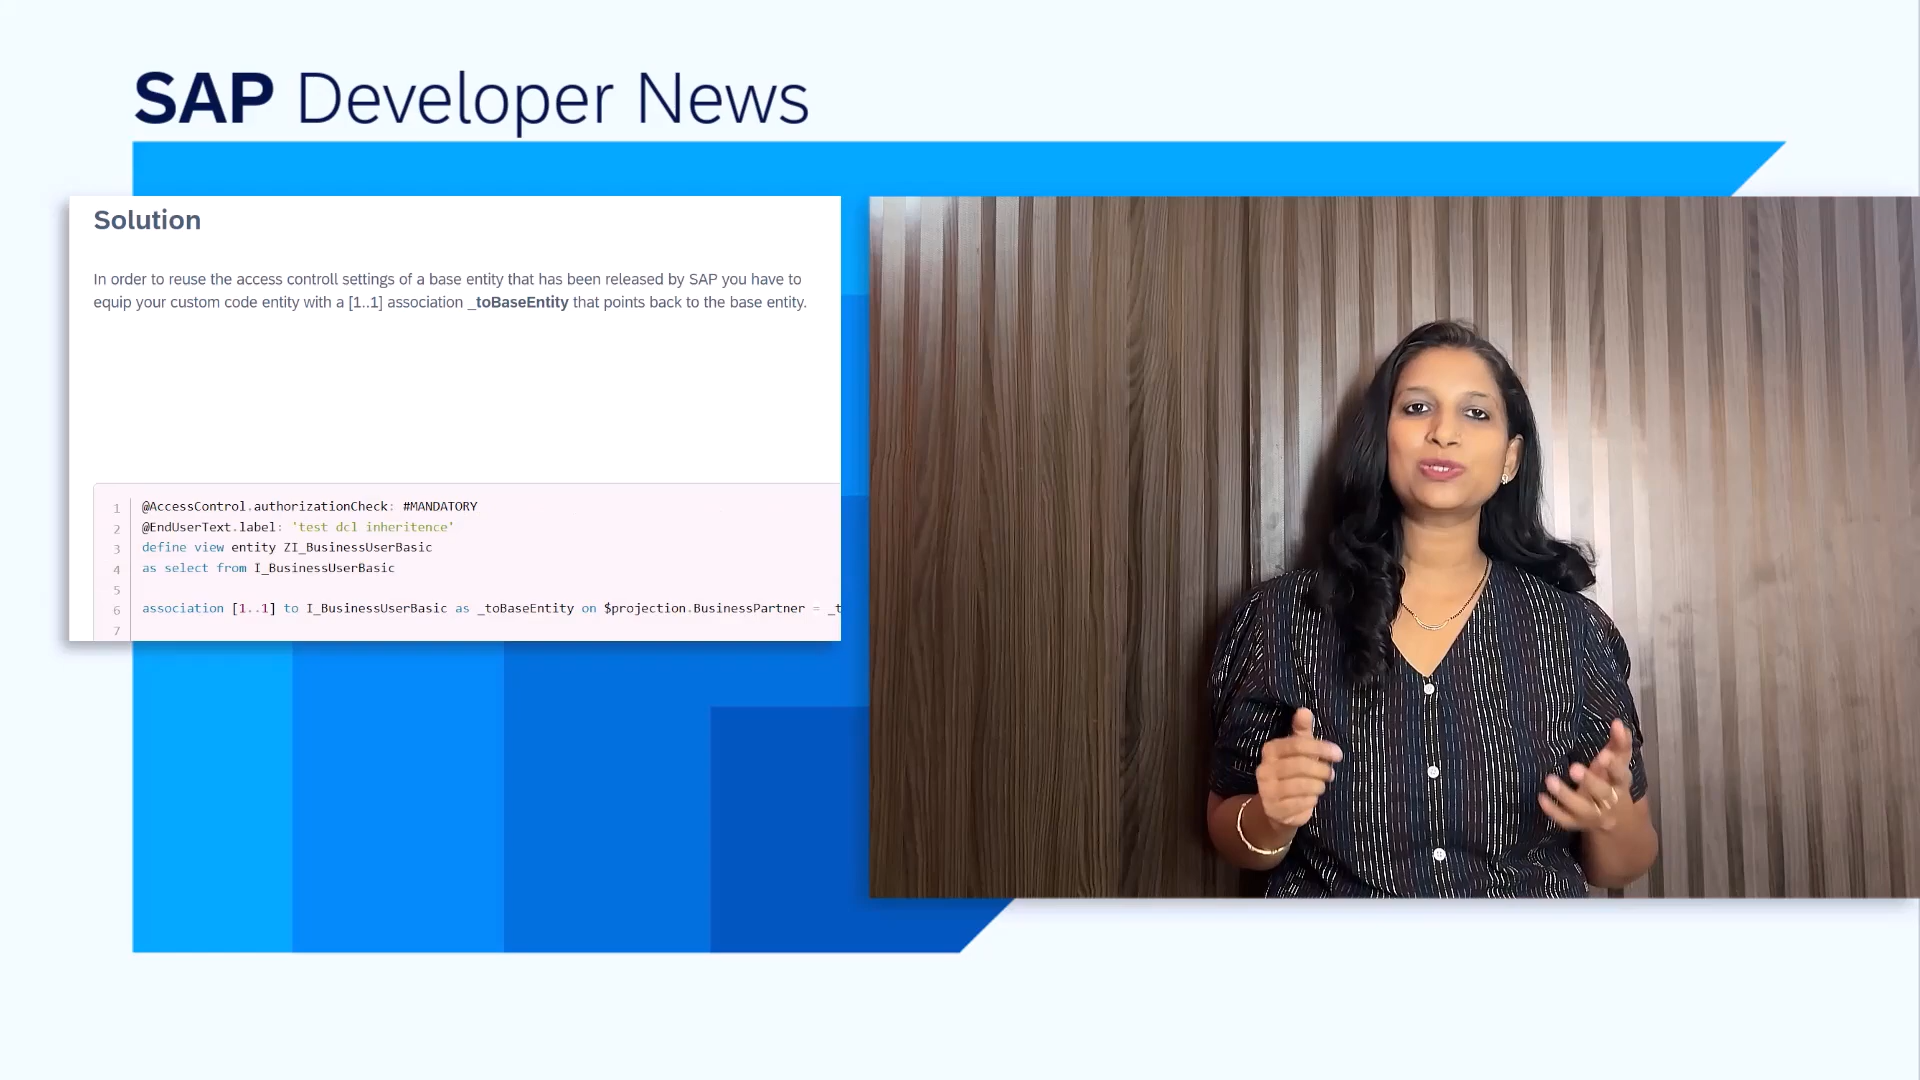 SAP Developer News
Solution
In order to reuse the access controll settings of a base entity that has been released by SAP you have to
equip your custom code entity with a [1..1] association _toBaseEntity that points back to the base entity.
1 @AccessControl.authorizationCheck: #MANDATORY
2 @EndUserText.label: 'test dcl inheritence'
3 define view entity ZI_BusinessUserBasic
4 as select from I_BusinessUserBasic
5
6 association [1..1] to I_BusinessUserBasic as _toBaseEntity on $projection.BusinessPartner = _t
7